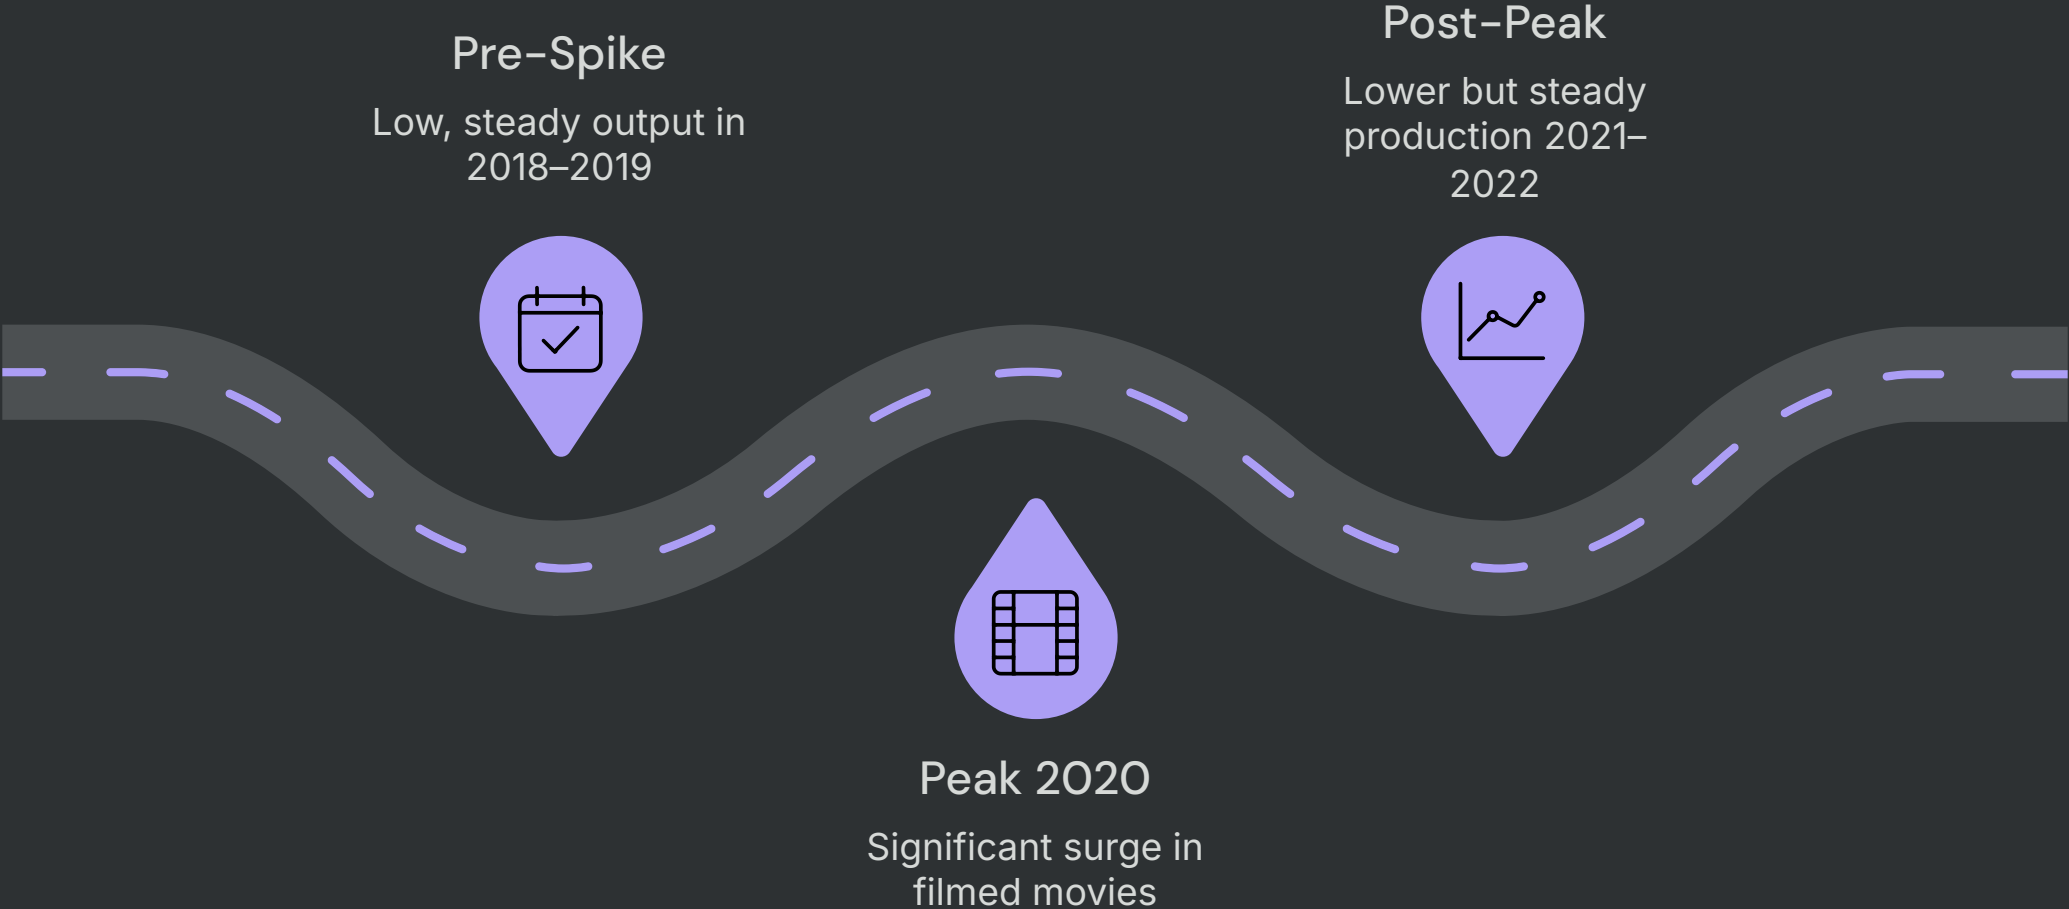 Pre-Spike
Low, steady output in
2018–2019
Peak 2020
Significant surge in
filmed movies
Post-Peak
Lower but steady
production 2021–
2022